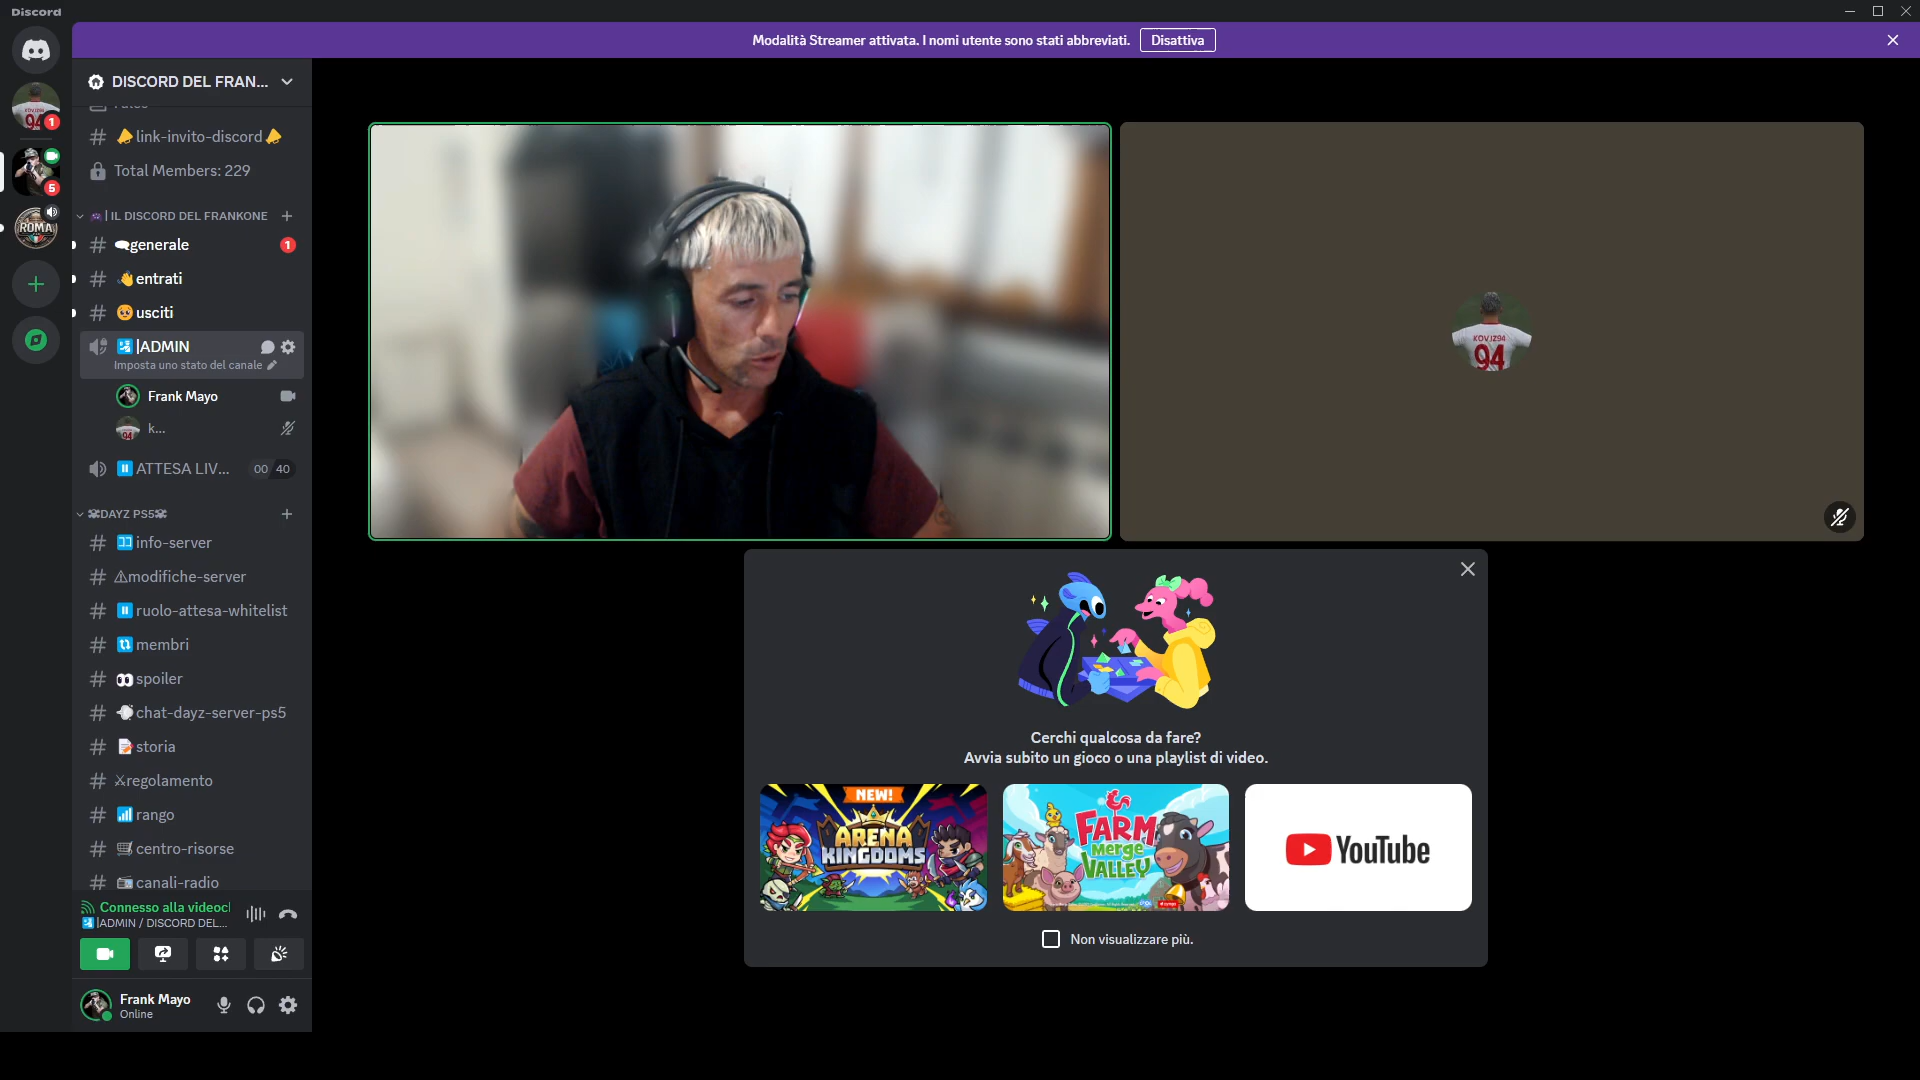 Discord
Modalità Streamer attivata. I nomi utente sono stati abbreviati.
Disattiva
DISCORD DEL FRAN...
link-invito-discord
Total Members: 229
IL DISCORD DEL FRANKONE
generale
1
entrati
usciti
|ADMIN
Imposta uno stato del canale
Frank Mayo
k...
ATTESA LIV...
00 40
DAYZ PS5
info-server
modifiche-server
ruolo-attesa-whitelist
membri
spoiler
chat-dayz-server-ps5
storia
regolamento
rango
centro-risorse
canali-radio
Connesso alla videoc
|ADMIN / DISCORD DEL...
Frank Mayo
Online
1
5
ROMA
KOVJZ94
94
Cerchi qualcosa da fare?
Avvia subito un gioco o una playlist di video.
NEW!
ARENA
KINGDOMS
FARM
Merge
VALLEY
YouTube
Non visualizzare più.